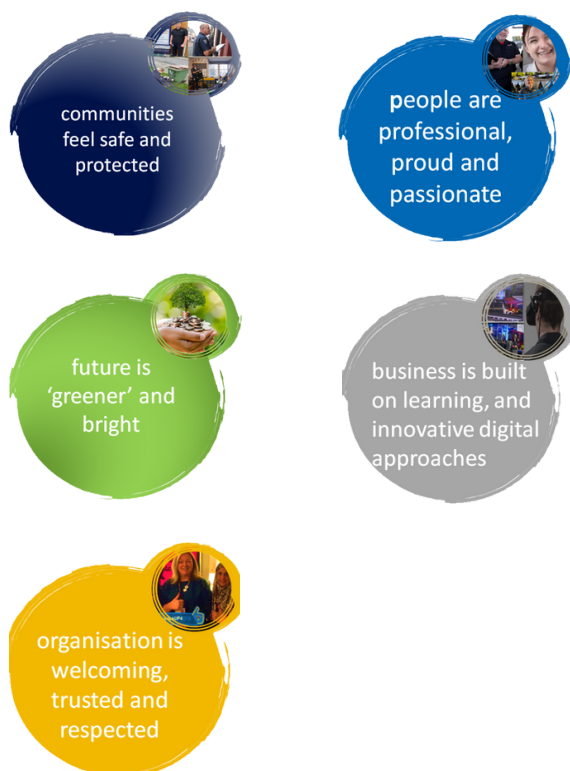 communities
feel safe and
protected
people are
professional,
proud and
passionate
future is
‘greener’ and
bright
business is built
on learning, and
innovative digital
approaches
organisation is
welcoming,
trusted and
respected